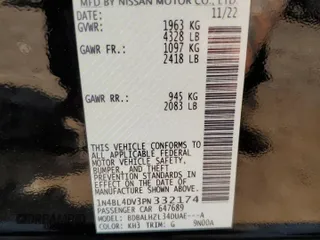 MFD BY NISSAN MOTOR CO., LTD.
DATE: 11/22
GVWR: 1963 KG
4328 LB
GAWR FR.: 1097 KG
2418 LB
GAWR RR.: 945 KG
2083 LB
THIS VEHICLE CONFORMS TO ALL
APPLICABLE FEDERAL
MOTOR VEHICLE SAFETY,
BUMPER, AND THEFT
PREVENTION STANDARDS IN
EFFECT ON THE DATE OF
MANUFACTURE SHOWN ABOVE.
1N4BL4DV3PN332174
PASSENGER CAR 647689
MODEL: BDBALHZL34DUAE---A
COLOR: KH3 TRIM: G 9NDOA